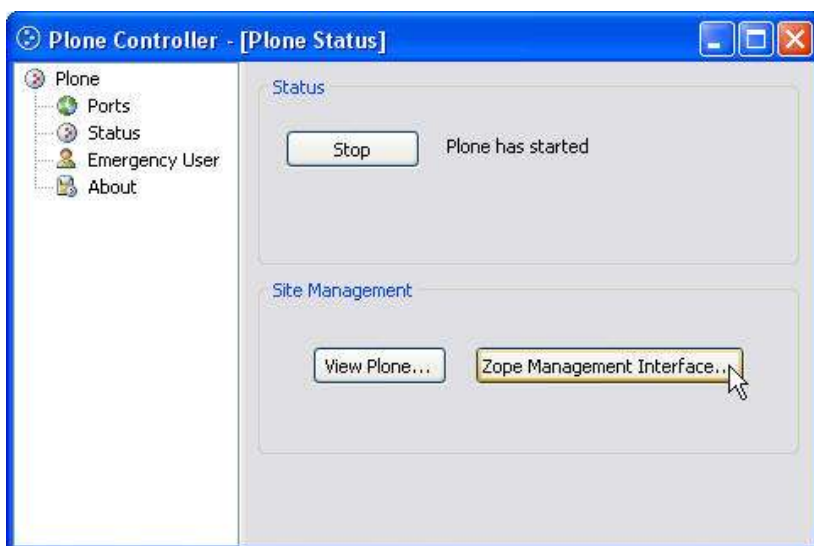 Plone Controller - [Plone Status]
Plone
Ports
Status
Emergency User
About
Status
Stop
Plone has started
Site Management
View Plone...
Zope Management Interface...